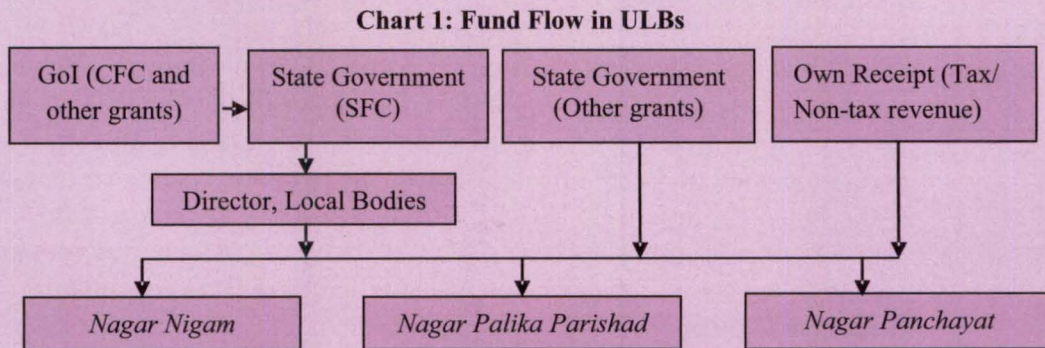 Chart 1: Fund Flow in ULBs
GoI (CFC and
other grants)
State Government
(SFC)
State Government
(Other grants)
Own Receipt (Tax/
Non-tax revenue)
Director, Local Bodies
Nagar Nigam
Nagar Palika Parishad
Nagar Panchayat